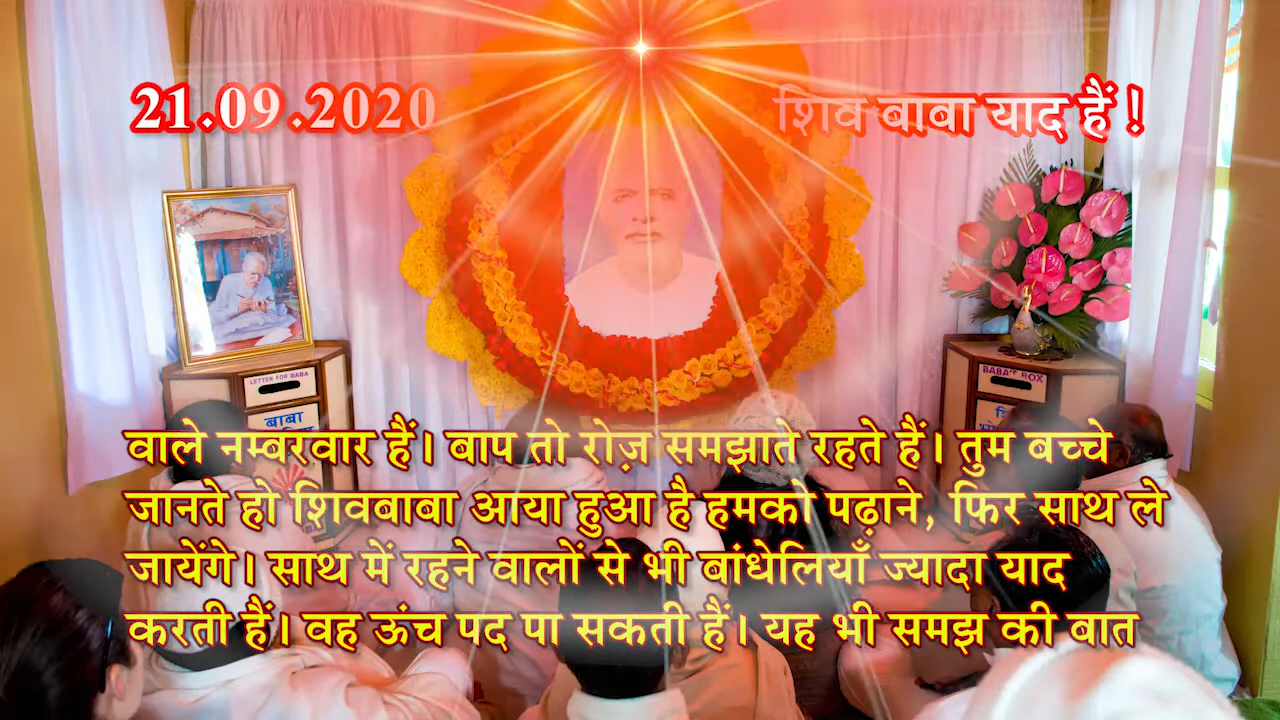 21.09.2020
शिव बाबा याद हैं !
LETTER FOR BABA
BABA'S BOX
बाबा
वाले नम्बरवार हैं। बाप तो रोज़ समझाते रहते हैं। तुम बच्चे
जानते हो शिवबाबा आया हुआ है हमको पढ़ाने, फिर साथ ले
जायेंगे। साथ में रहने वालों से भी बांधेलियाँ ज्यादा याद
करती हैं। वह ऊंच पद पा सकती हैं। यह भी समझ की बात